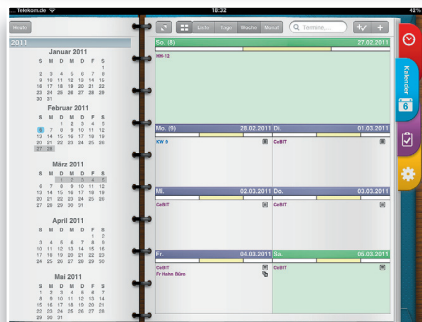 Telekom.de
18:32
42%
Heute
Liste Tage Woche Monat
Termine,...
2011
Januar 2011
S M D M D F S
1
2 3 4 5 6 7 8
9 10 11 12 13 14 15
16 17 18 19 20 21 22
23 24 25 26 27 28 29
30 31
Februar 2011
S M D M D F S
1 2 3 4 5
6 7 8 9 10 11 12
13 14 15 16 17 18 19
20 21 22 23 24 25 26
27 28
März 2011
S M D M D F S
1 2 3 4 5
6 7 8 9 10 11 12
13 14 15 16 17 18 19
20 21 22 23 24 25 26
27 28 29 30 31
April 2011
S M D M D F S
1 2
3 4 5 6 7 8 9
10 11 12 13 14 15 16
17 18 19 20 21 22 23
24 25 26 27 28 29 30
Mai 2011
S M D M D F S
1 2 3 4 5 6 7
8 9 10 11 12 13 14
15 16 17 18 19 20 21
22 23 24 25 26 27 28
29 30 31
So. (8) 27.02.2011
Mo. (9) 28.02.2011
KW 9
Di. 01.03.2011
CeBIT
Mi. 02.03.2011
CeBIT
Do. 03.03.2011
CeBIT
Fr. 04.03.2011
CeBIT
Fr Hahn Büro
Sa. 05.03.2011
CeBIT
Kalender
6